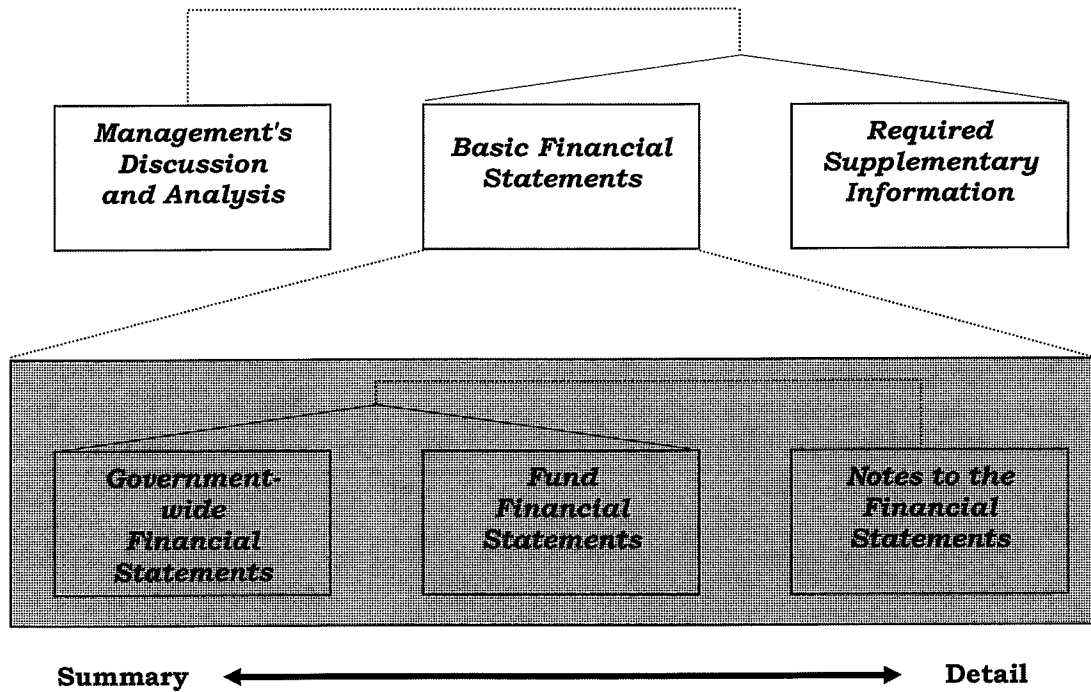 Management's
Discussion
and Analysis
Basic Financial
Statements
Required
Supplementary
Information
Government-
wide
Financial
Statements
Fund
Financial
Statements
Notes to the
Financial
Statements
Summary
Detail